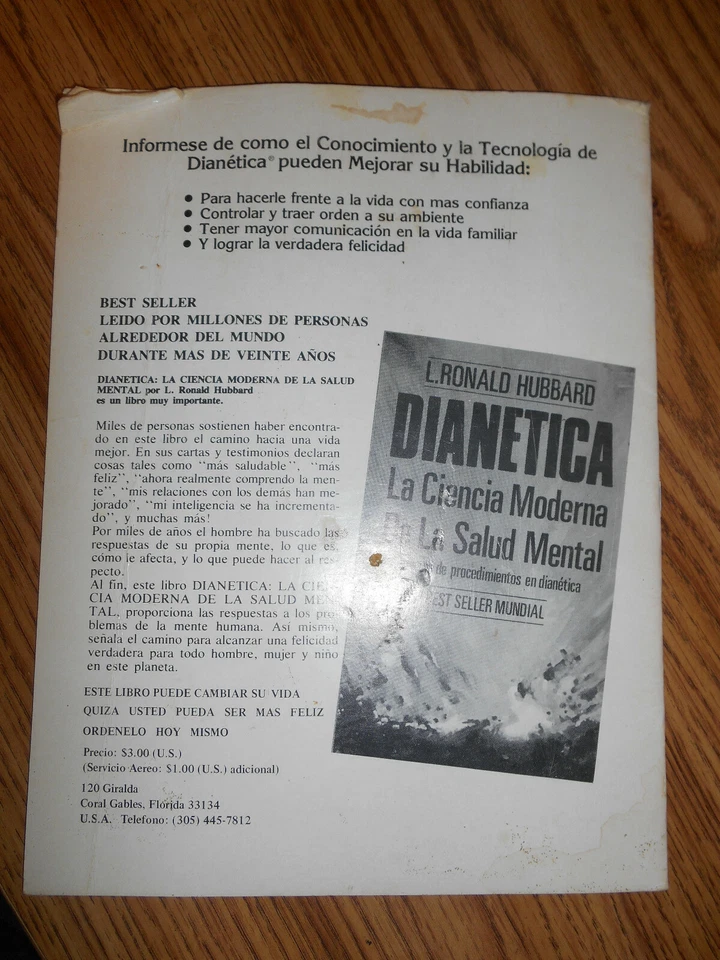 Informese de como el Conocimiento y la Tecnología de
Dianética® pueden Mejorar su Habilidad:
● Para hacerle frente a la vida con mas confianza
● Controlar y traer orden a su ambiente
● Tener mayor comunicación en la vida familiar
● Y lograr la verdadera felicidad
BEST SELLER
LEIDO POR MILLONES DE PERSONAS
ALREDEDOR DEL MUNDO
DURANTE MAS DE VEINTE AÑOS
DIANETICA: LA CIENCIA MODERNA DE LA SALUD
MENTAL por L. Ronald Hubbard
es un libro muy importante.
Miles de personas sostienen haber encontra-
do en este libro el camino hacia una vida
mejor. En sus cartas y testimonios declaran
cosas tales como "más saludable", "más
feliz", "ahora realmente comprendo la men-
te", "mis relaciones con los demás han me-
jorado", "mi inteligencia se ha incrementa-
do", y muchas más!
Por miles de años el hombre ha buscado las
respuestas de su propia mente, lo que es,
cómo le afecta, y lo que puede hacer al res-
pecto.
Al fin, este libro DIANETICA: LA CIEN-
CIA MODERNA DE LA SALUD MEN-
TAL, proporciona las respuestas a los pro-
blemas de la mente humana. Así mismo,
señala el camino para alcanzar una felicidad
verdadera para todo hombre, mujer y niño
en este planeta.
ESTE LIBRO PUEDE CAMBIAR SU VIDA
QUIZA USTED PUEDA SER MAS FELIZ
ORDENELO HOY MISMO
Precio: $3.00 (U.S.)
(Servicio Aereo: $1.00 (U.S.) adicional)
120 Giralda
Coral Gables, Florida 33134
U.S.A. Telefono: (305) 445-7812
L. RONALD HUBBARD
DIANETICA
La Ciencia Moderna
De La Salud Mental
de procedimientos en dianética
BEST SELLER MUNDIAL